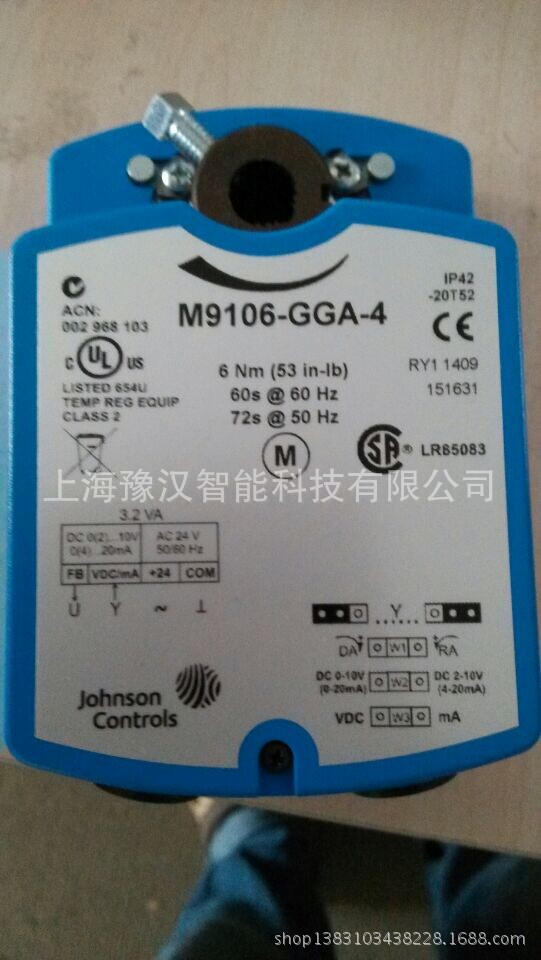 ACN:
002 968 103
M9106-GGA-4
IP42
-20T52
CE
C UL US
LISTED 654U
TEMP REG EQUIP
CLASS 2
6 Nm (53 in-lb)
60s @ 60 Hz
72s @ 50 Hz
RY1 1409
151631
M
SA ® LR85083
上海豫汉智能科技有限公司
3.2 VA
DC 0(2)...10V AC 24 V
0(4)...20mA 50/60 Hz
FB VDC/mA +24 COM
U Y ~ ⊥
Y
DA W1 RA
DC 0-10V W2 DC 2-10V
(0-20mA) (4-20mA)
VDC W3 mA
Johnson
Controls
shop1383103438228.1688.com